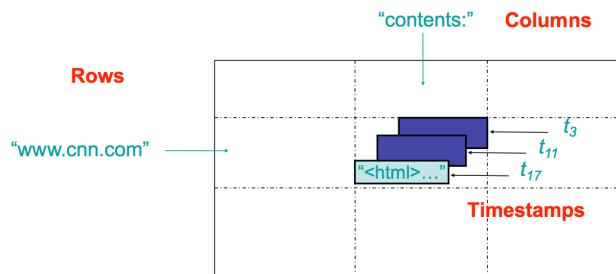 “contents:”
Columns
Rows
“www.cnn.com”
t3
t11
“<html>…”
t17
Timestamps